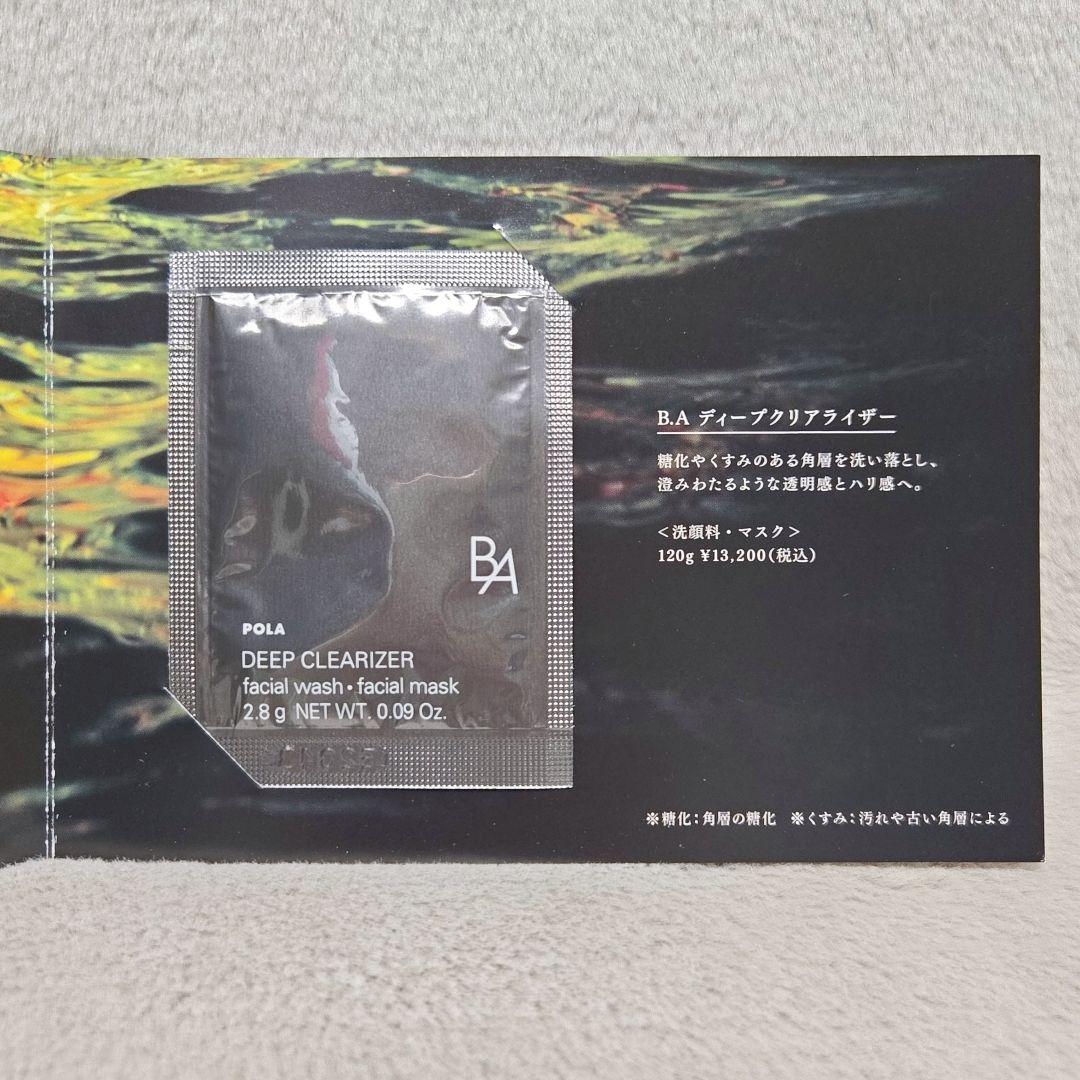 B.A ディープクリアライザー
糖化やくすみのある角層を洗い落とし、
澄みわたるような透明感とハリ感へ。
<洗顔料・マスク>
120g ¥13,200(税込)
BA
POLA
DEEP CLEARIZER
facial wash・facial mask
2.8 g NET WT. 0.09 Oz.
※糖化：角層の糖化 ※くすみ：汚れや古い角層による